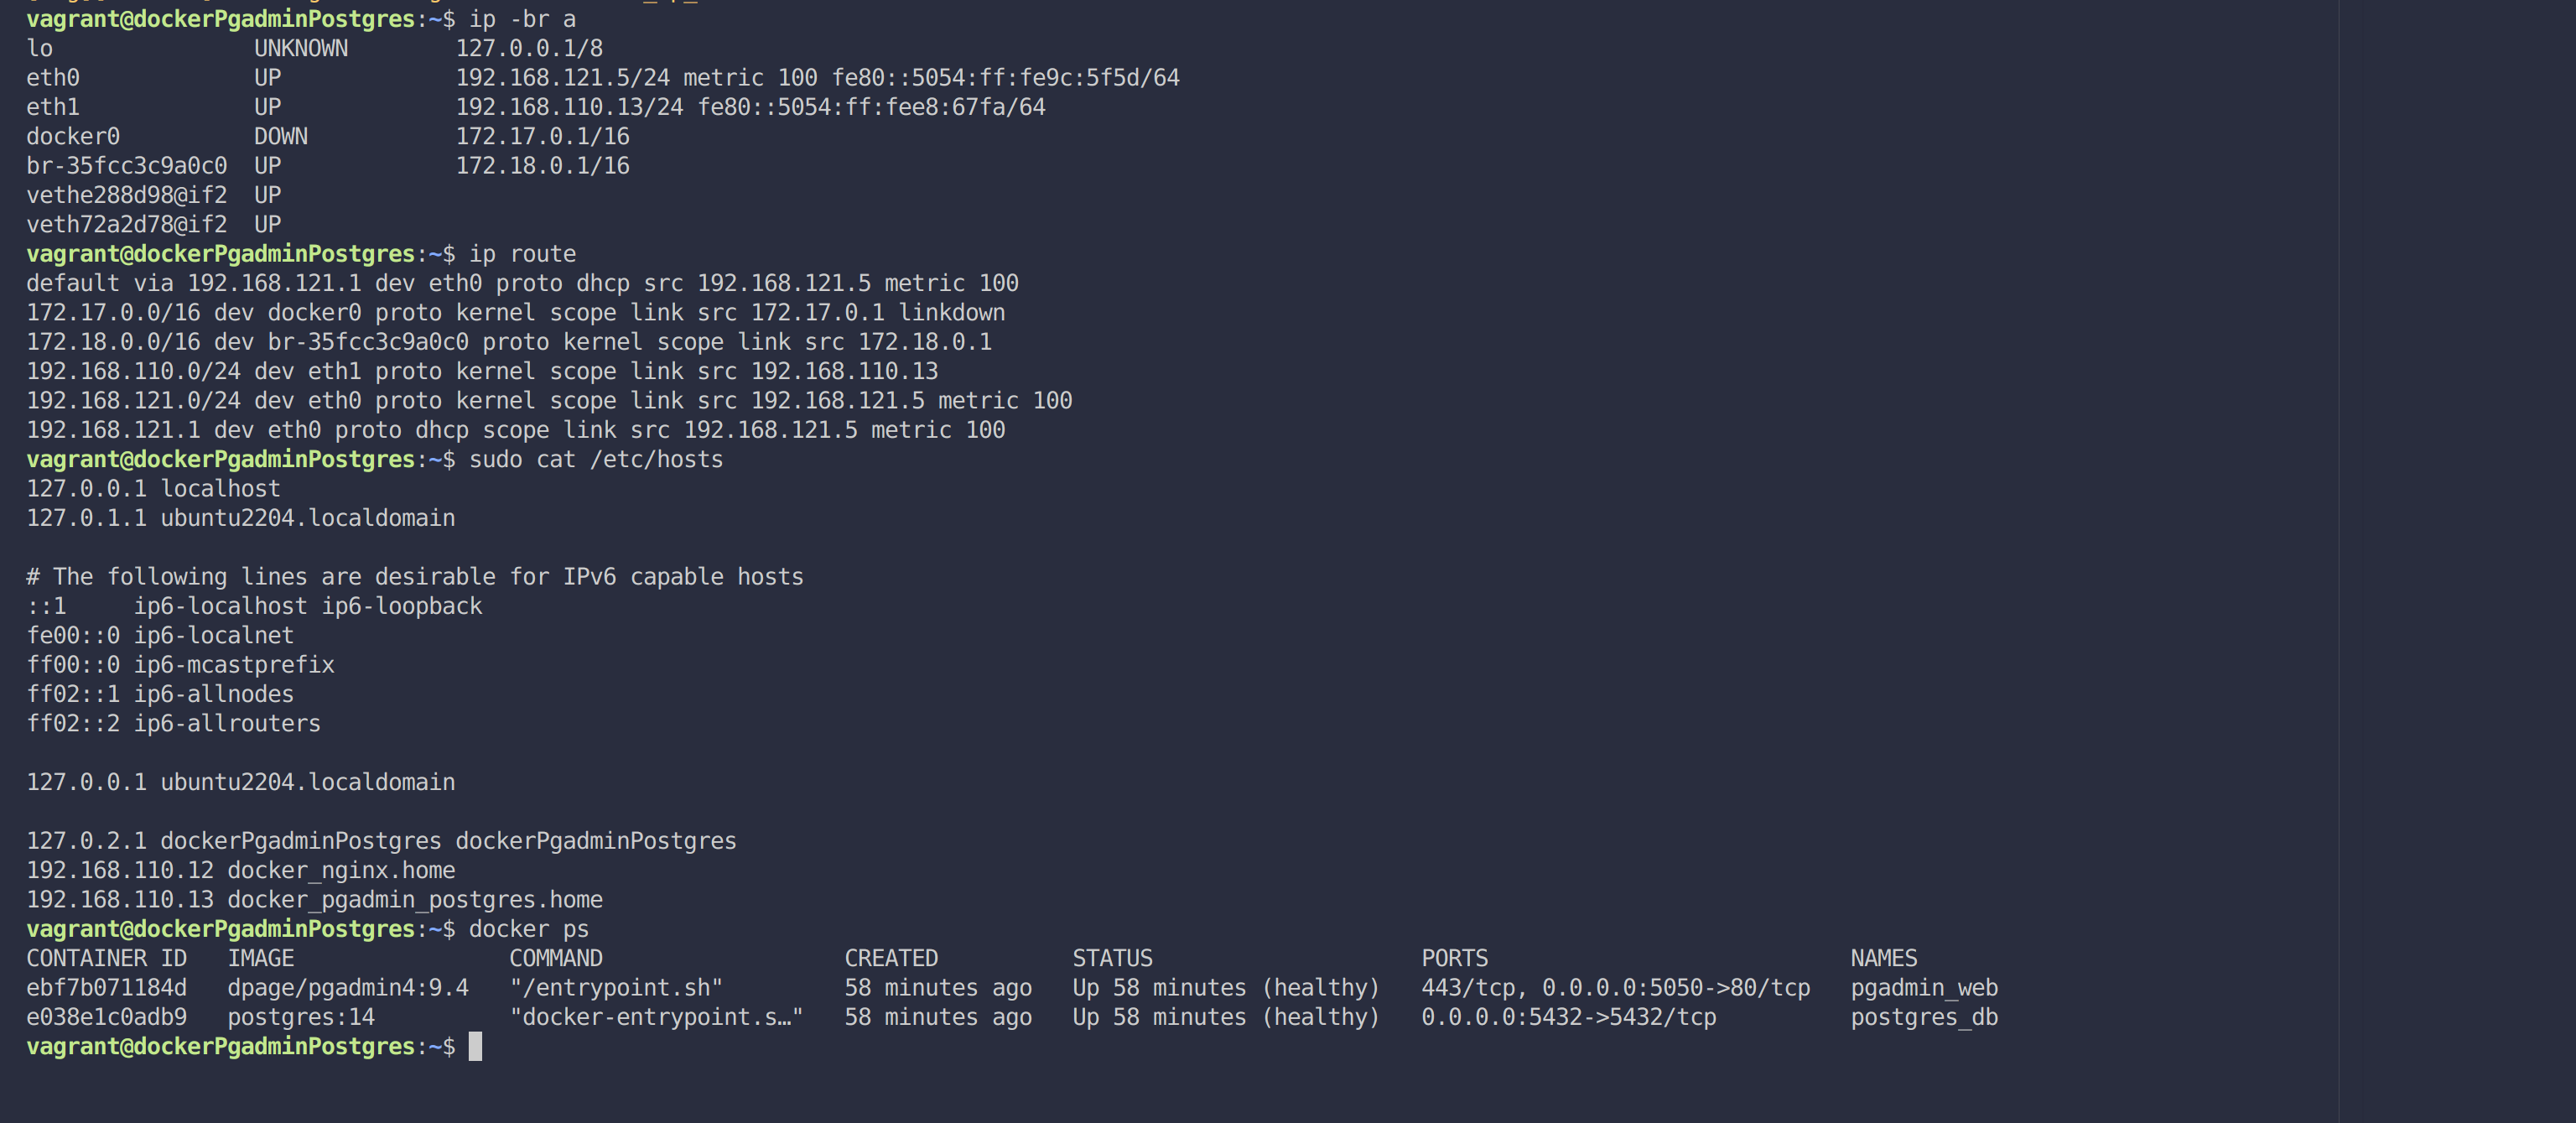 vagrant@dockerPgadminPostgres:~$ ip -br a
lo               UNKNOWN        127.0.0.1/8
eth0             UP             192.168.121.5/24 metric 100 fe80::5054:ff:fe9c:5f5d/64
eth1             UP             192.168.110.13/24 fe80::5054:ff:fee8:67fa/64
docker0          DOWN           172.17.0.1/16
br-35fcc3c9a0c0  UP             172.18.0.1/16
vethe288d98@if2  UP
veth72a2d78@if2  UP
vagrant@dockerPgadminPostgres:~$ ip route
default via 192.168.121.1 dev eth0 proto dhcp src 192.168.121.5 metric 100
172.17.0.0/16 dev docker0 proto kernel scope link src 172.17.0.1 linkdown
172.18.0.0/16 dev br-35fcc3c9a0c0 proto kernel scope link src 172.18.0.1
192.168.110.0/24 dev eth1 proto kernel scope link src 192.168.110.13
192.168.121.0/24 dev eth0 proto kernel scope link src 192.168.121.5 metric 100
192.168.121.1 dev eth0 proto dhcp scope link src 192.168.121.5 metric 100
vagrant@dockerPgadminPostgres:~$ sudo cat /etc/hosts
127.0.0.1 localhost
127.0.1.1 ubuntu2204.localdomain
# The following lines are desirable for IPv6 capable hosts
::1     ip6-localhost ip6-loopback
fe00::0 ip6-localnet
ff00::0 ip6-mcastprefix
ff02::1 ip6-allnodes
ff02::2 ip6-allrouters
127.0.0.1 ubuntu2204.localdomain
127.0.2.1 dockerPgadminPostgres dockerPgadminPostgres
192.168.110.12 docker_nginx.home
192.168.110.13 docker_pgadmin_postgres.home
vagrant@dockerPgadminPostgres:~$ docker ps
CONTAINER ID   IMAGE                COMMAND                  CREATED          STATUS                    PORTS                           NAMES
ebf7b071184d   dpage/pgadmin4:9.4   "/entrypoint.sh"         58 minutes ago   Up 58 minutes (healthy)   443/tcp, 0.0.0.0:5050->80/tcp   pgadmin_web
e038e1c0adb9   postgres:14          "docker-entrypoint.s…"   58 minutes ago   Up 58 minutes (healthy)   0.0.0.0:5432->5432/tcp          postgres_db
vagrant@dockerPgadminPostgres:~$